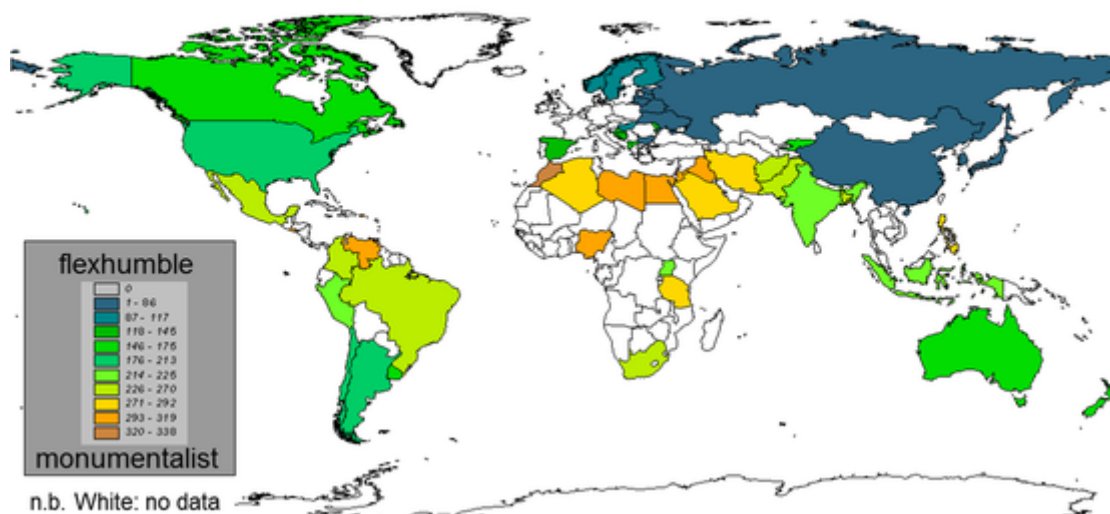 flexhumble
0
1 - 86
87 - 117
118 - 145
146 - 175
176 - 213
214 - 225
226 - 270
271 - 292
293 - 319
320 - 338
monumentalist
n.b. White: no data